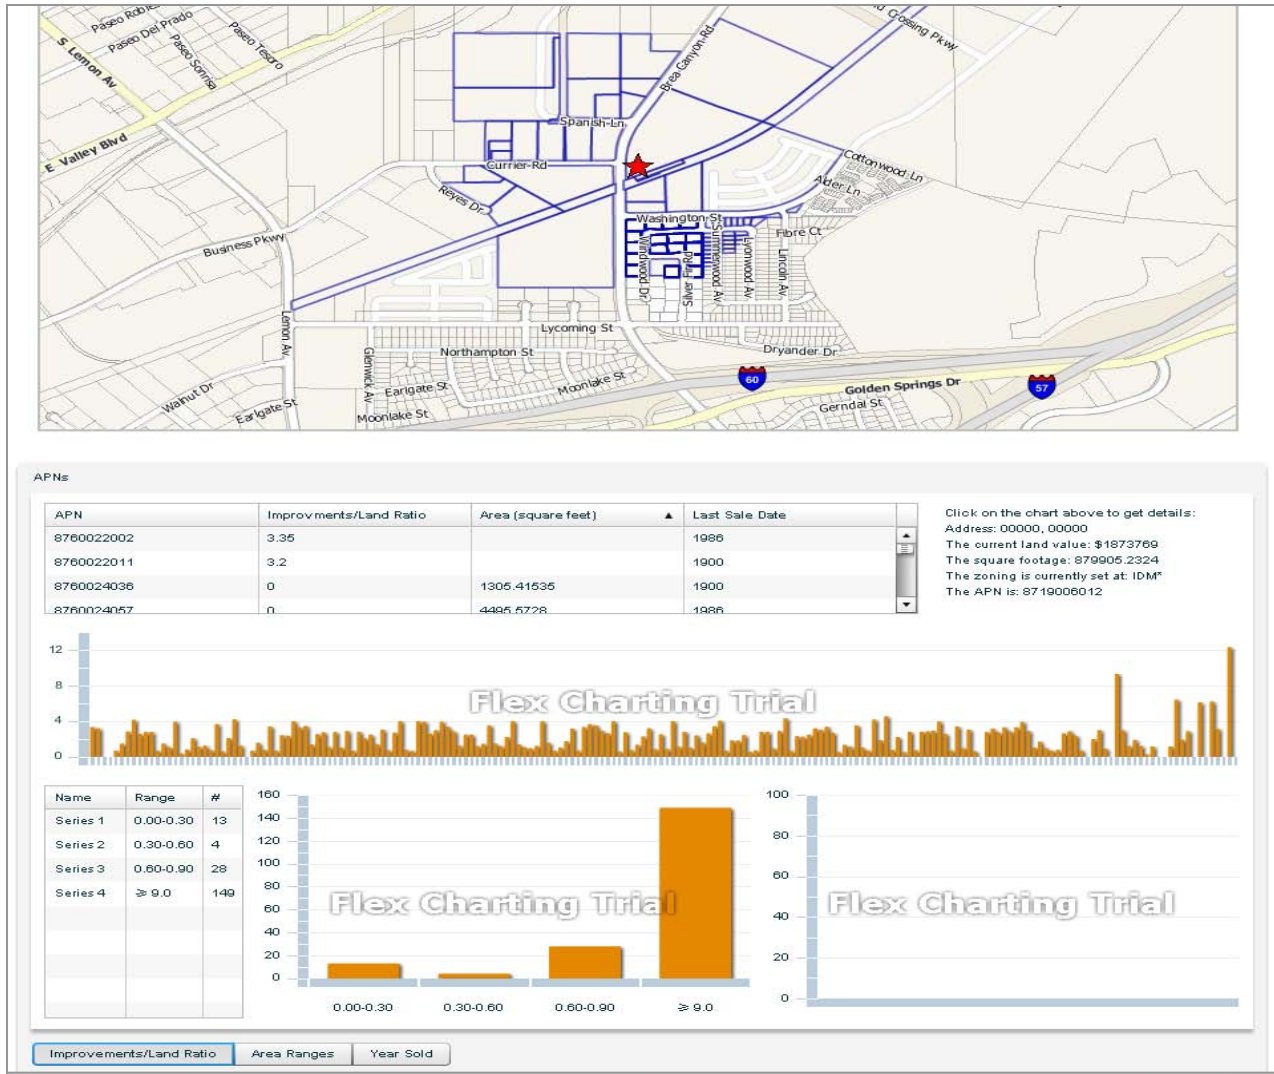 Paseo Del Prado
Paseo Sonrisa
Paseo Tesoro
S. Lemon Av
E. Valley Blvd
Crossing Pkwy
Brea Canyon Rd
Spanish Ln
Currier Rd
Reyes Dr
Cottonwood Ln
Alder Ln
Washington St
Fibre Ct
Business Pkwy
Windwood Dr
Silver Fir Rd
Summerwood Av
Lyonwood Av
Lincoln Av
Lemon Av
Lycoming St
Glenwick Av
Northampton St
Dryander Dr
Walnut Dr
Earlgate St
Earlgate St
Moonlake St
Moonlake St
60
Golden Springs Dr
57
Gerndal St
APNs
APN Improvments/Land Ratio Area (square feet) ▲ Last Sale Date
8760022002 3.35 1986
8760022011 3.2 1900
8760024036 0 1305.41535 1900
8760024057 0 4495.5728 1986
Click on the chart above to get details:
Address: 00000, 00000
The current land value: $1873769
The square footage: 879905.2324
The zoning is currently set at: IDM*
The APN is: 8719006012
12
8
4
0
Flex Charting Trial
Name Range #
Series 1 0.00-0.30 13
Series 2 0.30-0.60 4
Series 3 0.60-0.90 28
Series 4 ≥ 9.0 149
160
140
120
100
80
60
40
20
0
Flex Charting Trial
0.00-0.30 0.30-0.60 0.60-0.90 ≥ 9.0
100
80
60
40
20
0
Flex Charting Trial
Improvements/Land Ratio Area Ranges Year Sold